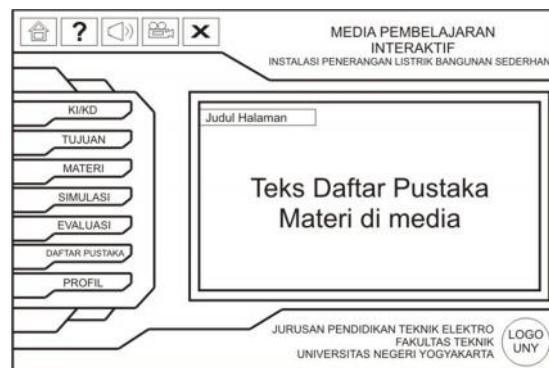 ?
MEDIA PEMBELAJARAN
INTERAKTIF
INSTALASI PENERANGAN LISTRIK BANGUNAN SEDERHAN
KI/KD
TUJUAN
MATERI
SIMULASI
EVALUASI
DAFTAR PUSTAKA
PROFIL
Judul Halaman
Teks Daftar Pustaka
Materi di media
JURUSAN PENDIDIKAN TEKNIK ELEKTRO
FAKULTAS TEKNIK
UNIVERSITAS NEGERI YOGYAKARTA
LOGO
UNY